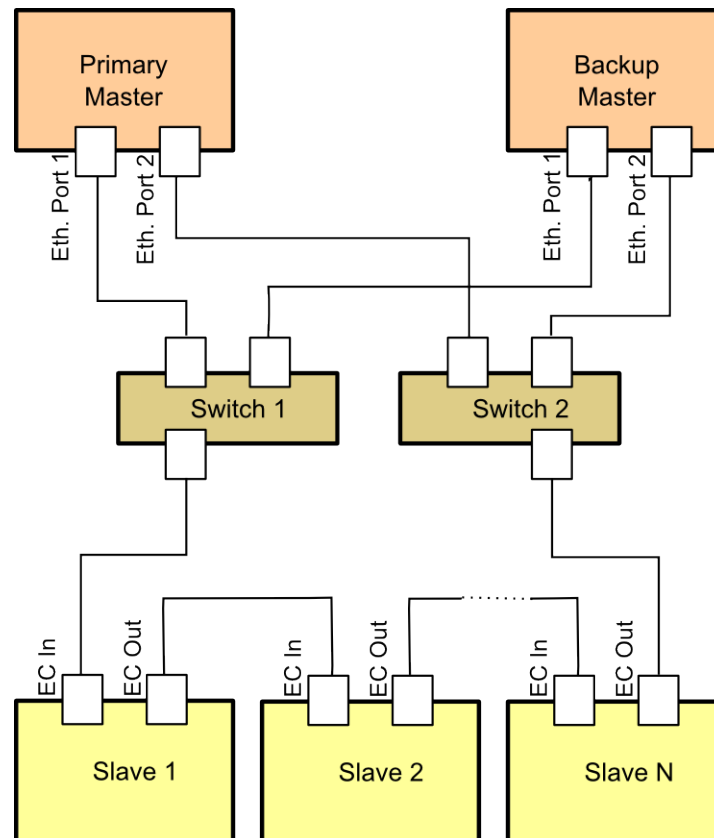 Primary
Master
Backup
Master
Eth. Port 1
Eth. Port 2
Eth. Port 1
Eth. Port 2
Switch 1
Switch 2
EC In
EC Out
EC In
EC Out
EC In
EC Out
Slave 1
Slave 2
Slave N